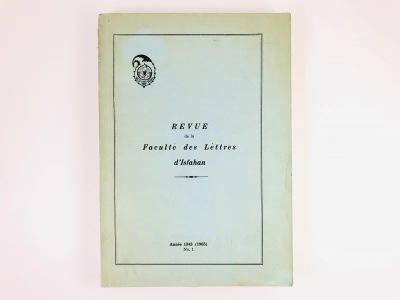 REVUE
de la
Faculté des Lettres
d'Isfahan
Année 1343 (1965)
No. 1